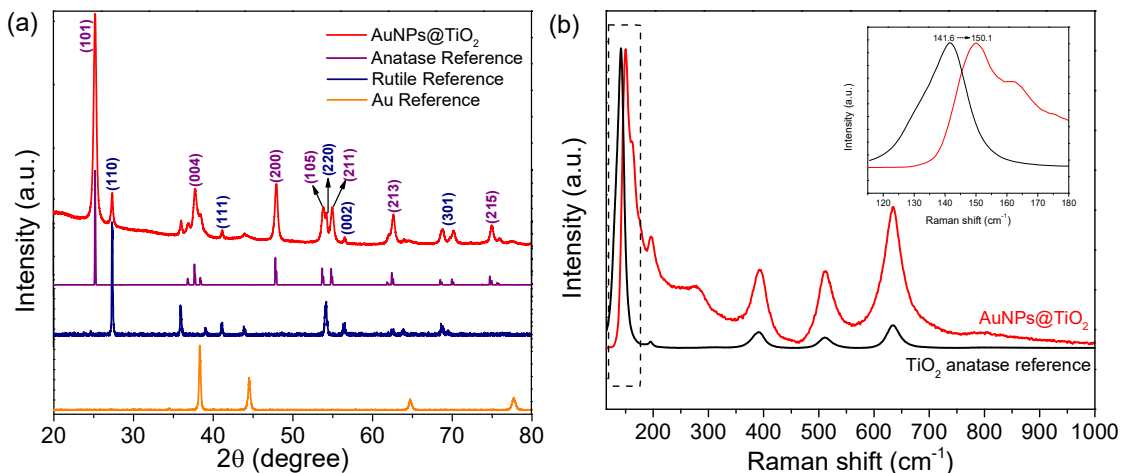 (a)
Intensity (a.u.)
2θ (degree)
20 30 40 50 60 70 80
AuNPs@TiO₂
Anatase Reference
Rutile Reference
Au Reference
(101)
(110)
(004)
(111)
(200)
(105)
(220)
(211)
(002)
(213)
(301)
(215)
(b)
Intensity (a.u.)
Raman shift (cm⁻¹)
200 300 400 500 600 700 800 900 1000
AuNPs@TiO₂
TiO₂ anatase reference
141.6 150.1
Intensity (a.u.)
120 130 140 150 160 170 180
Raman shift (cm⁻¹)